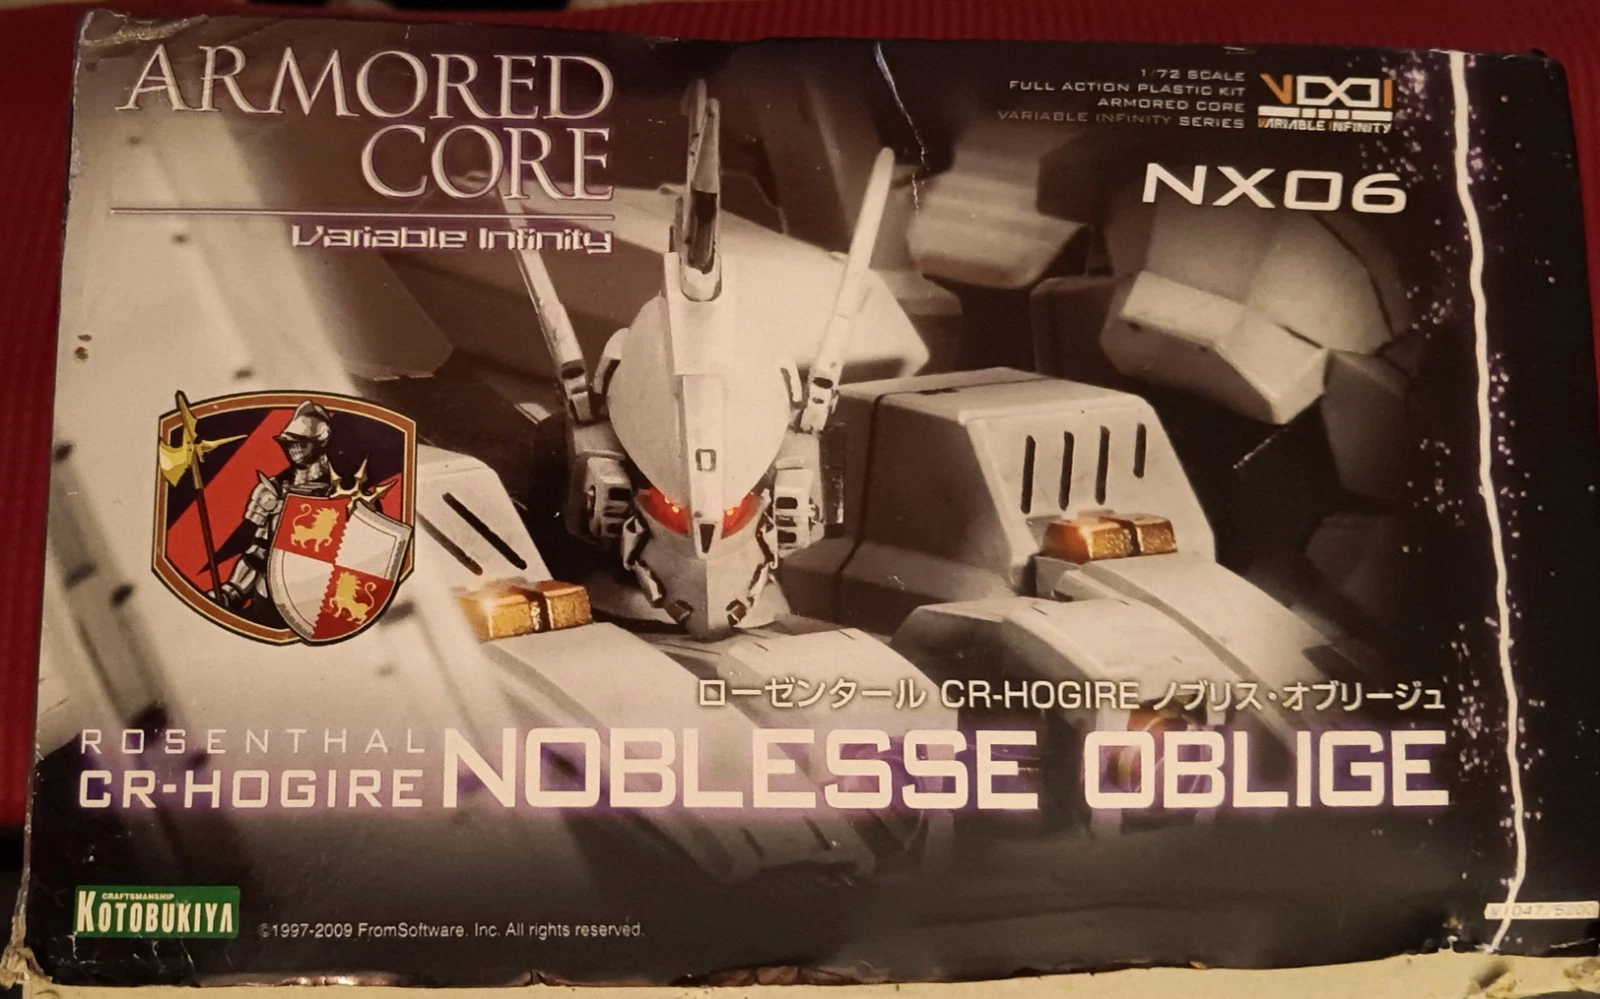 ARMORED
CORE
Variable Infinity
1/72 SCALE
FULL ACTION PLASTIC KIT
ARMORED CORE
VARIABLE INFINITY SERIES
VARIABLE INFINITY
NX06
ローゼンタール CR-HOGIRE ノブリス・オブリージュ
ROSENTHAL
CR-HOGIRE NOBLESSE OBLIGE
CRAFTSMANSHIP
KOTOBUKIYA
©1997-2009 FromSoftware. Inc. All rights reserved.